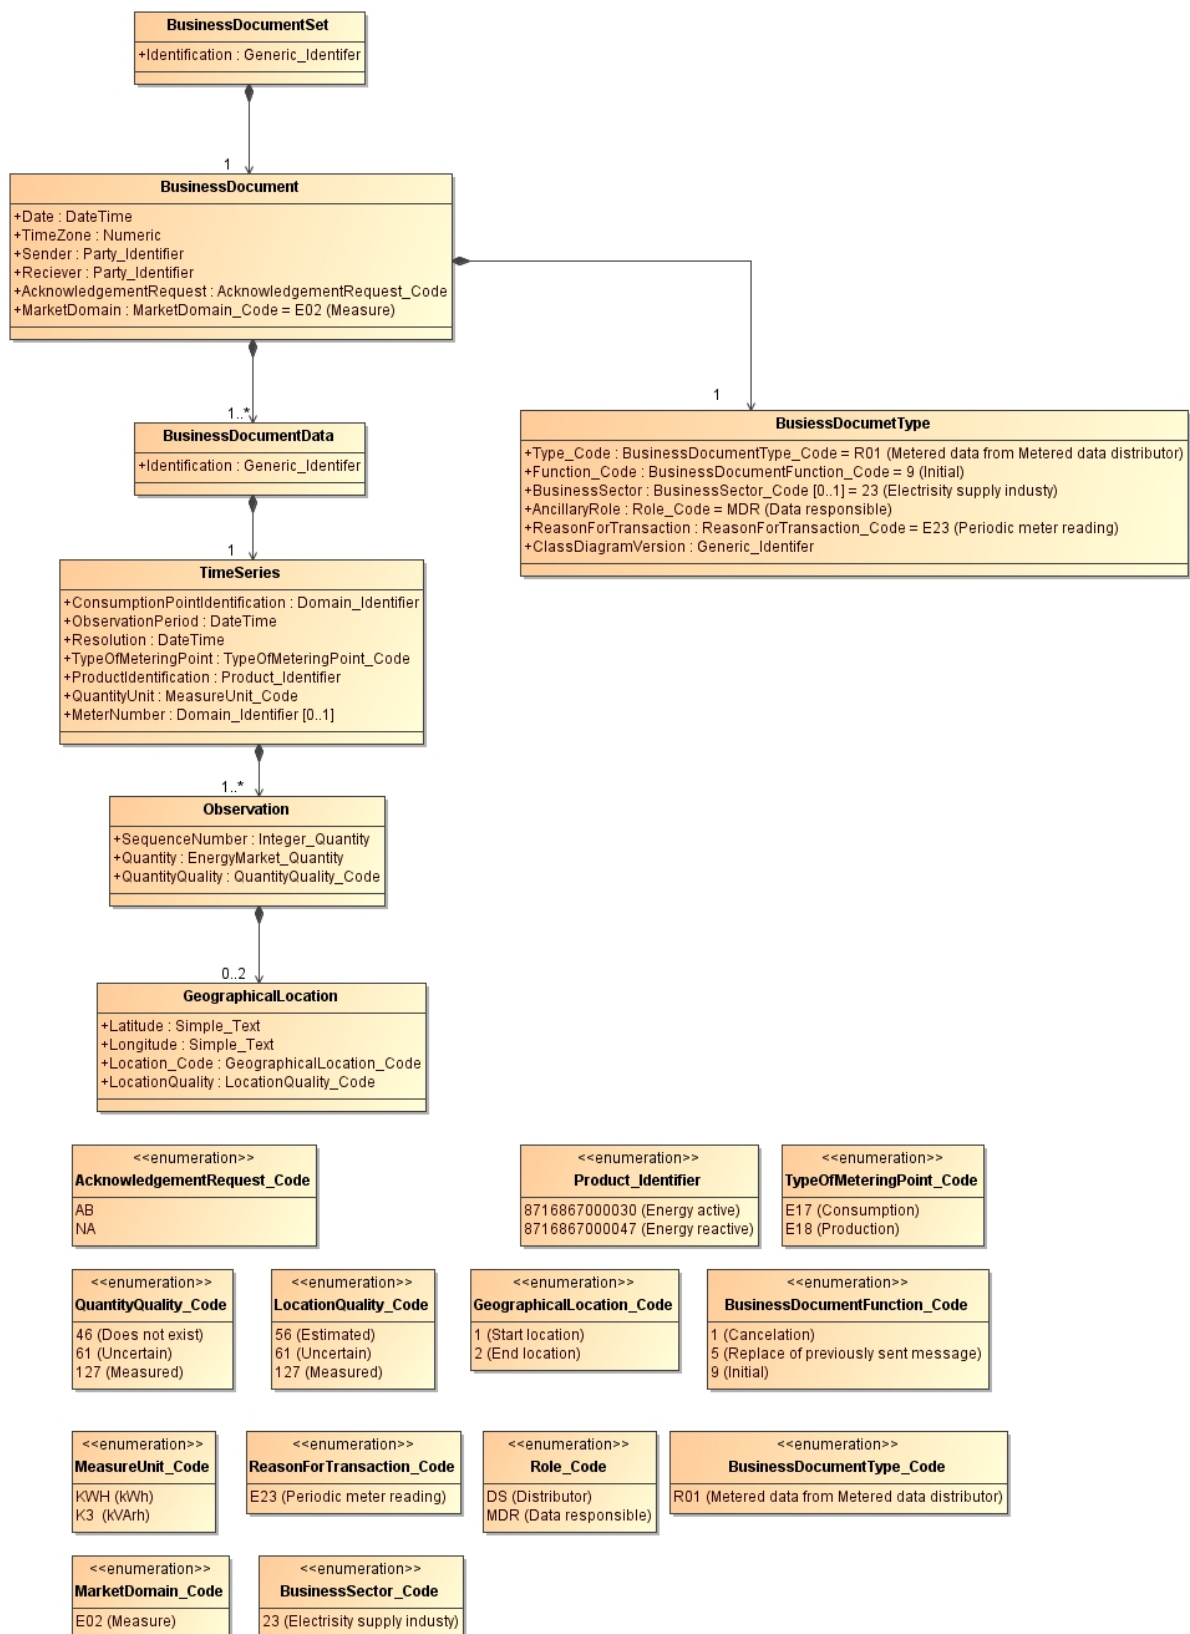 BusinessDocumentSet
+Identification : Generic_Identifer
1
BusinessDocument
+Date : DateTime
+TimeZone : Numeric
+Sender : Party_Identifier
+Reciever : Party_Identifier
+AcknowledgementRequest : AcknowledgementRequest_Code
+MarketDomain : MarketDomain_Code = E02 (Measure)
1..*
BusinessDocumentData
+Identification : Generic_Identifer
1
BusiessDocumetType
+Type_Code : BusinessDocumentType_Code = R01 (Metered data from Metered data distributor)
+Function_Code : BusinessDocumentFunction_Code = 9 (Initial)
+BusinessSector : BusinessSector_Code [0..1] = 23 (Electrisity supply industy)
+AncillaryRole : Role_Code = MDR (Data responsible)
+ReasonForTransaction : ReasonForTransaction_Code = E23 (Periodic meter reading)
+ClassDiagramVersion : Generic_Identifer
1
TimeSeries
+ConsumptionPointIdentification : Domain_Identifier
+ObservationPeriod : DateTime
+Resolution : DateTime
+TypeOfMeteringPoint : TypeOfMeteringPoint_Code
+ProductIdentification : Product_Identifier
+QuantityUnit : MeasureUnit_Code
+MeterNumber : Domain_Identifier [0..1]
1..*
Observation
+SequenceNumber : Integer_Quantity
+Quantity : EnergyMarket_Quantity
+QuantityQuality : QuantityQuality_Code
0..2
GeographicalLocation
+Latitude : Simple_Text
+Longitude : Simple_Text
+Location_Code : GeographicalLocation_Code
+LocationQuality : LocationQuality_Code
<<enumeration>>
AcknowledgementRequest_Code
AB
NA
<<enumeration>>
Product_Identifier
8716867000030 (Energy active)
8716867000047 (Energy reactive)
<<enumeration>>
TypeOfMeteringPoint_Code
E17 (Consumption)
E18 (Production)
<<enumeration>>
QuantityQuality_Code
46 (Does not exist)
61 (Uncertain)
127 (Measured)
<<enumeration>>
LocationQuality_Code
56 (Estimated)
61 (Uncertain)
127 (Measured)
<<enumeration>>
GeographicalLocation_Code
1 (Start location)
2 (End location)
<<enumeration>>
BusinessDocumentFunction_Code
1 (Cancelation)
5 (Replace of previously sent message)
9 (Initial)
<<enumeration>>
MeasureUnit_Code
KWH (kWh)
K3 (kVArh)
<<enumeration>>
ReasonForTransaction_Code
E23 (Periodic meter reading)
<<enumeration>>
Role_Code
DS (Distributor)
MDR (Data responsible)
<<enumeration>>
BusinessDocumentType_Code
R01 (Metered data from Metered data distributor)
<<enumeration>>
MarketDomain_Code
E02 (Measure)
<<enumeration>>
BusinessSector_Code
23 (Electrisity supply industy)